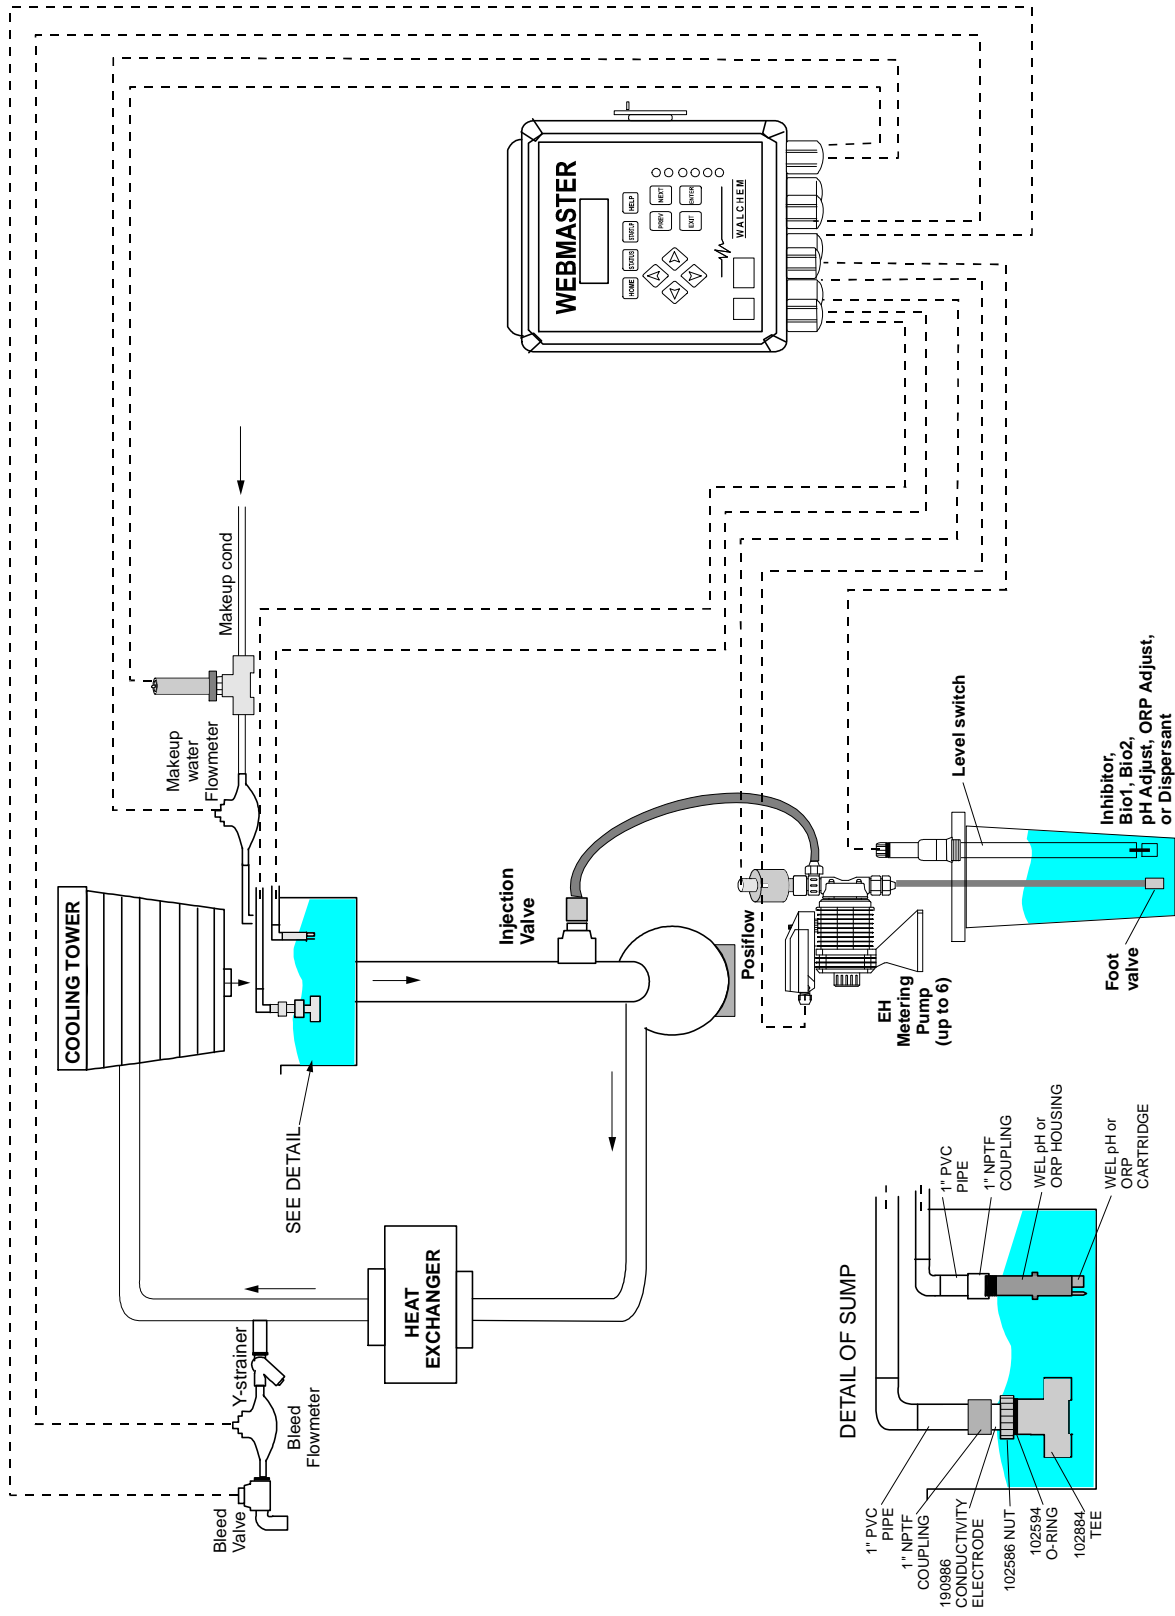 WEBMASTER
HOME
STATUS
STARTUP
HELP
PREV
NEXT
EXIT
ENTER
WALCHEM
Makeup cond
Makeup
water
Flowmeter
COOLING TOWER
SEE DETAIL
Injection
Valve
HEAT
EXCHANGER
Y-strainer
Bleed
Flowmeter
Bleed
Valve
Posiflow
EH
Metering
Pump
(up to 6)
Level switch
Foot
valve
Inhibitor,
Bio1, Bio2,
pH Adjust, ORP Adjust,
or Dispersant
DETAIL OF SUMP
1" PVC
PIPE
1" NPTF
COUPLING
190986
CONDUCTIVITY
ELECTRODE
102586 NUT
102594
O-RING
102884
TEE
1" PVC
PIPE
1" NPTF
COUPLING
WEL pH or
ORP HOUSING
WEL pH or
ORP
CARTRIDGE